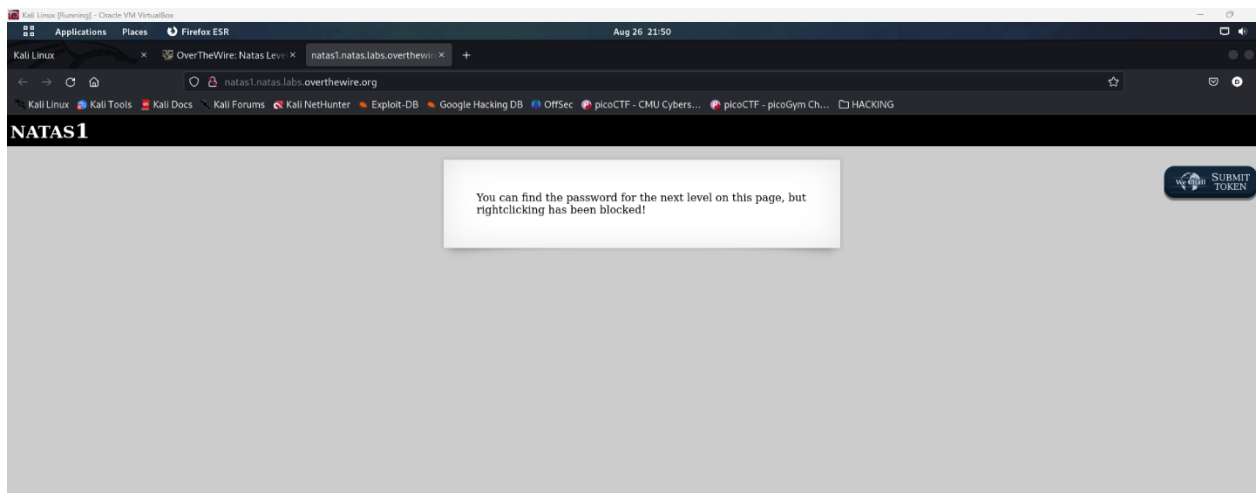 Kali Linux [Running] - Oracle VM VirtualBox
Applications Places Firefox ESR Aug 26 21:50
Kali Linux OverTheWire: Natas Leve natas1.natas.labs.overthewir
natas1.natas.labs.overthewire.org
Kali Linux Kali Tools Kali Docs Kali Forums Kali NetHunter Exploit-DB Google Hacking DB OffSec picoCTF - CMU Cybers... picoCTF - picoGym Ch... HACKING
NATAS1
You can find the password for the next level on this page, but
rightclicking has been blocked!
We Chall SUBMIT
TOKEN